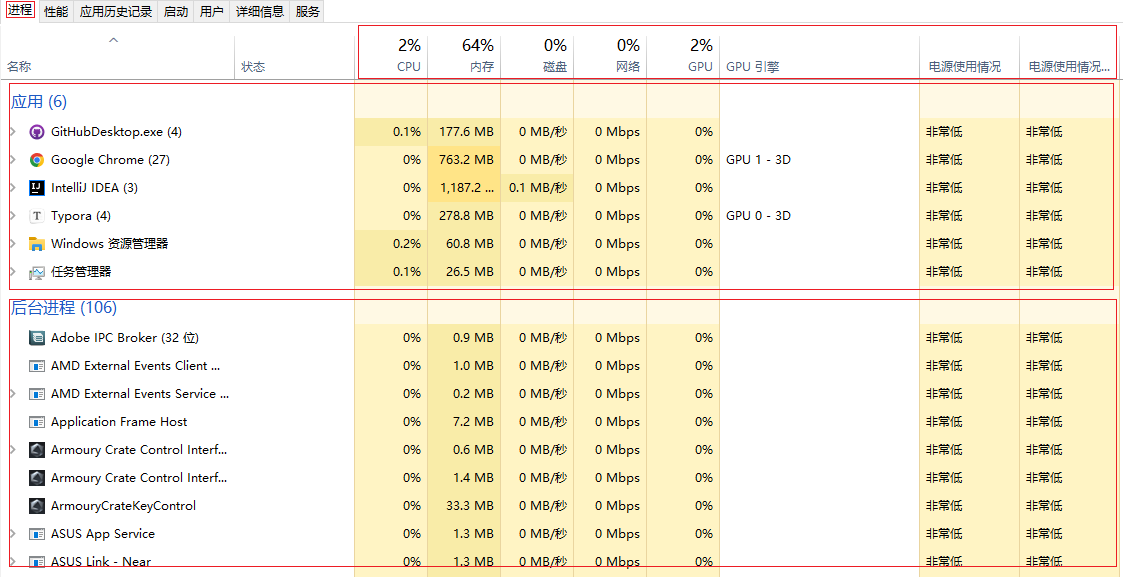 进程 性能 应用历史记录 启动 用户 详细信息 服务
2% 64% 0% 0% 2%
名称 状态 CPU 内存 磁盘 网络 GPU GPU 引擎 电源使用情况 电源使用情况...
应用 (6)
GitHubDesktop.exe (4) 0.1% 177.6 MB 0 MB/秒 0 Mbps 0% 非常低 非常低
Google Chrome (27) 0% 763.2 MB 0 MB/秒 0 Mbps 0% GPU 1 - 3D 非常低 非常低
IntelliJ IDEA (3) 0% 1,187.2 ... 0.1 MB/秒 0 Mbps 0% 非常低 非常低
T Typora (4) 0% 278.8 MB 0 MB/秒 0 Mbps 0% GPU 0 - 3D 非常低 非常低
Windows 资源管理器 0.2% 60.8 MB 0 MB/秒 0 Mbps 0% 非常低 非常低
任务管理器 0.1% 26.5 MB 0 MB/秒 0 Mbps 0% 非常低 非常低
后台进程 (106)
Adobe IPC Broker (32 位) 0% 0.9 MB 0 MB/秒 0 Mbps 0% 非常低 非常低
AMD External Events Client ... 0% 1.0 MB 0 MB/秒 0 Mbps 0% 非常低 非常低
AMD External Events Service ... 0% 0.2 MB 0 MB/秒 0 Mbps 0% 非常低 非常低
Application Frame Host 0% 7.2 MB 0 MB/秒 0 Mbps 0% 非常低 非常低
Armoury Crate Control Interf... 0% 0.6 MB 0 MB/秒 0 Mbps 0% 非常低 非常低
Armoury Crate Control Interf... 0% 1.4 MB 0 MB/秒 0 Mbps 0% 非常低 非常低
ArmouryCrateKeyControl 0% 33.3 MB 0 MB/秒 0 Mbps 0% 非常低 非常低
ASUS App Service 0% 1.3 MB 0 MB/秒 0 Mbps 0% 非常低 非常低
ASUS Link - Near 0% 1.3 MB 0 MB/秒 0 Mbps 0% 非常低 非常低